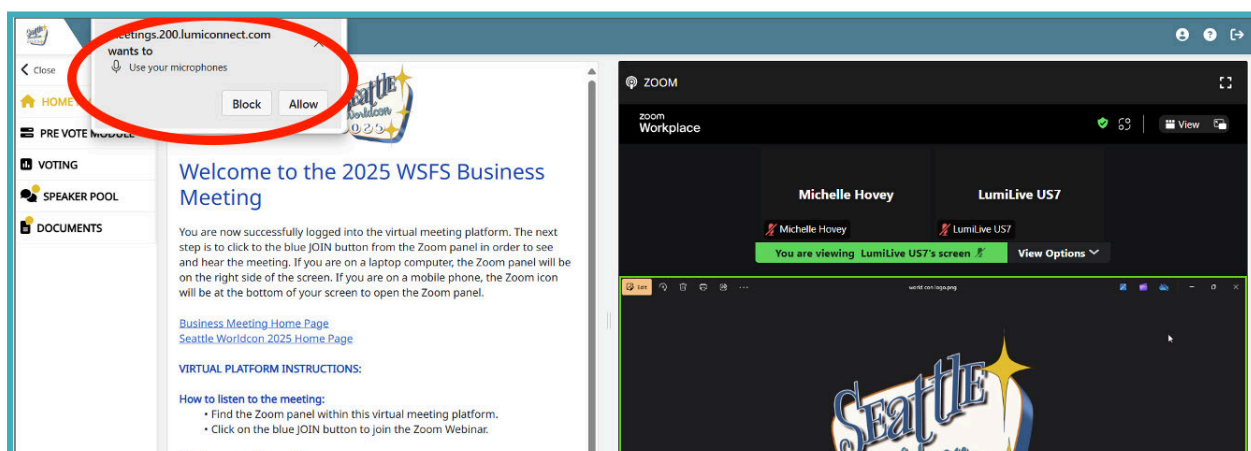 meetings.200.lumiconnect.com
wants to
Use your microphones
Block Allow
Close
HOME
PRE VOTE MODULE
VOTING
SPEAKER POOL
DOCUMENTS
Seattle
Worldcon
2025
Welcome to the 2025 WSFS Business
Meeting
You are now successfully logged into the virtual meeting platform. The next
step is to click to the blue JOIN button from the Zoom panel in order to see
and hear the meeting. If you are on a laptop computer, the Zoom panel will be
on the right side of the screen. If you are on a mobile phone, the Zoom icon
will be at the bottom of your screen to open the Zoom panel.
Business Meeting Home Page
Seattle Worldcon 2025 Home Page
VIRTUAL PLATFORM INSTRUCTIONS:
How to listen to the meeting:
• Find the Zoom panel within this virtual meeting platform.
• Click on the blue JOIN button to join the Zoom Webinar.
ZOOM
zoom
Workplace
View
Michelle Hovey
LumiLive US7
Michelle Hovey
LumiLive US7
You are viewing LumiLive US7's screen
View Options
Edit
world con logo.png
Seattle